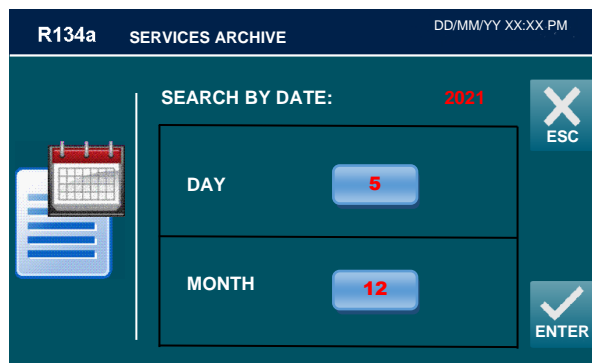 R134a SERVICES ARCHIVE DD/MM/YY XX:XX PM
SEARCH BY DATE: 2021
ESC
DAY 5
MONTH 12
ENTER